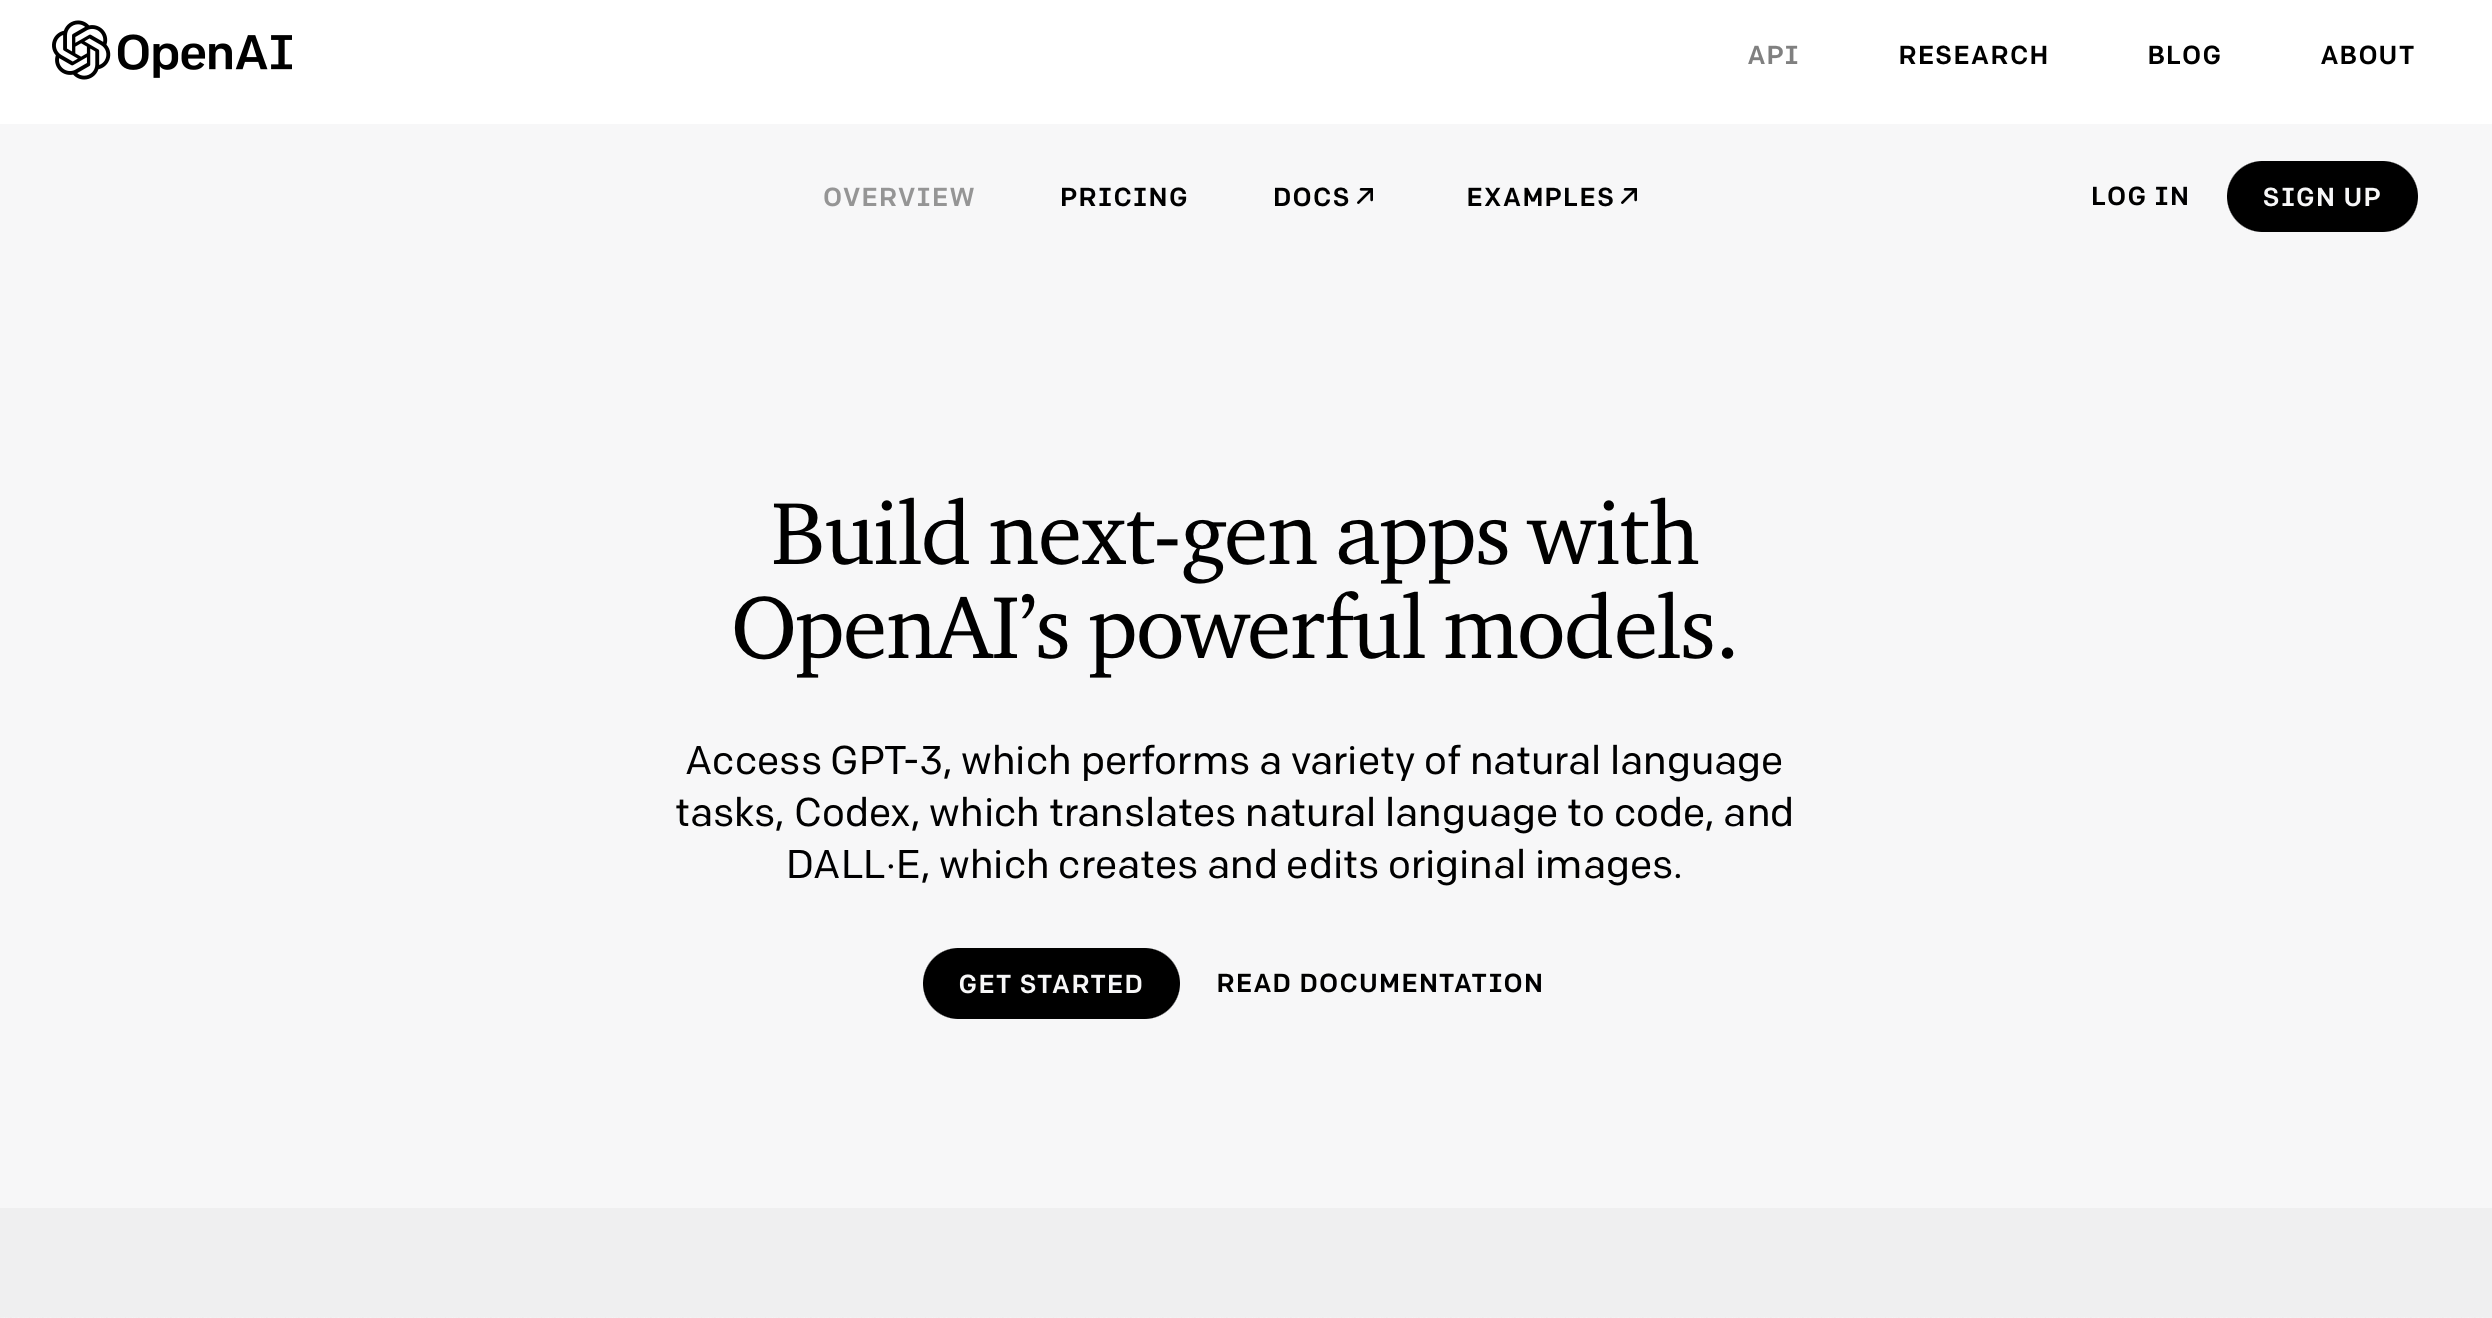 OpenAI
API RESEARCH BLOG ABOUT
OVERVIEW PRICING DOCS↗ EXAMPLES↗ LOG IN SIGN UP
Build next-gen apps with
OpenAI’s powerful models.
Access GPT-3, which performs a variety of natural language
tasks, Codex, which translates natural language to code, and
DALL·E, which creates and edits original images.
GET STARTED READ DOCUMENTATION